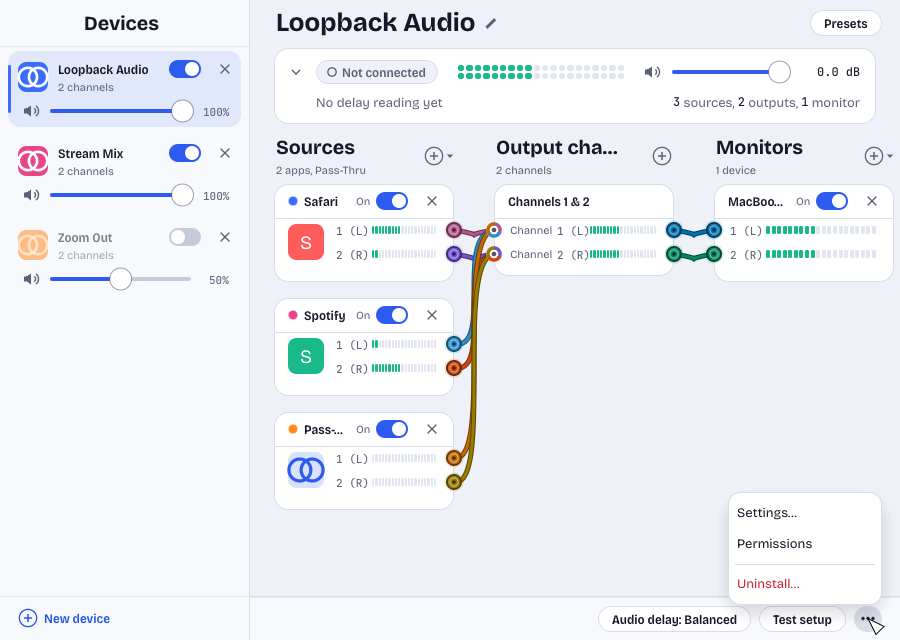 Devices
Loopback Audio
2 channels
100%
Stream Mix
2 channels
100%
Zoom Out
2 channels
50%
New device
Loopback Audio
Presets
Not connected
0.0 dB
No delay reading yet
3 sources, 2 outputs, 1 monitor
Sources
2 apps, Pass-Thru
Output cha...
2 channels
Monitors
1 device
Safari On
S
1 (L)
2 (R)
Spotify On
S
1 (L)
2 (R)
Pass-... On
1 (L)
2 (R)
Channels 1 & 2
Channel 1 (L)
Channel 2 (R)
MacBoo... On
1 (L)
2 (R)
Settings...
Permissions
Uninstall...
Audio delay: Balanced
Test setup